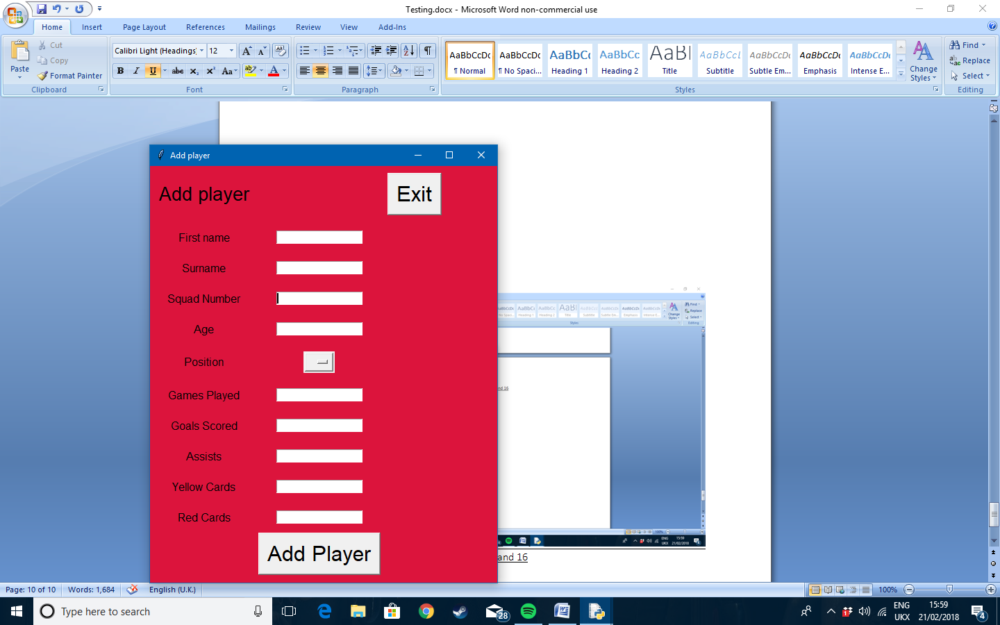 Testing.docx - Microsoft Word non-commercial use
Home Insert Page Layout References Mailings Review View Add-Ins
Paste
Cut
Copy
Format Painter
Clipboard
Calibri Light (Headings) 12
B I U abc X₂ X² Aa
Font
Paragraph
AaBbCcDc AaBbCcDc AaBbCc AaBbCc AaBl AaBbCcL AaBbCcDc AaBbCcDc AaBbCcDc
¶ Normal ¶ No Spaci... Heading 1 Heading 2 Title Subtitle Subtle Em... Emphasis Intense E...
Change Styles
Styles
Find
Replace
Select
Editing
Add player
Add player
Exit
First name
Surname
Squad Number
Age
Position
Games Played
Goals Scored
Assists
Yellow Cards
Red Cards
Add Player
and 16
Page: 10 of 10 Words: 1,684 English (U.K.) 100%
Type here to search
28
ENG
UKX
15:59
21/02/2018
4